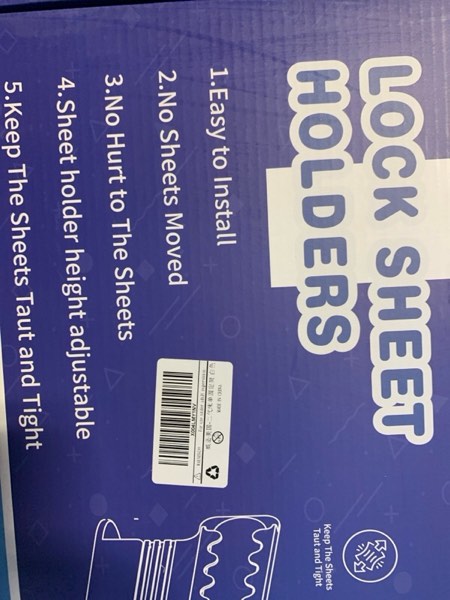 LOCK SHEET
HOLDERS
1.Easy to Install
2.No Sheets Moved
3.No Hurt to The Sheets
4.Sheet holder height adjustable
5.Keep The Sheets Taut and Tight
Keep The Sheets
Taut and Tight